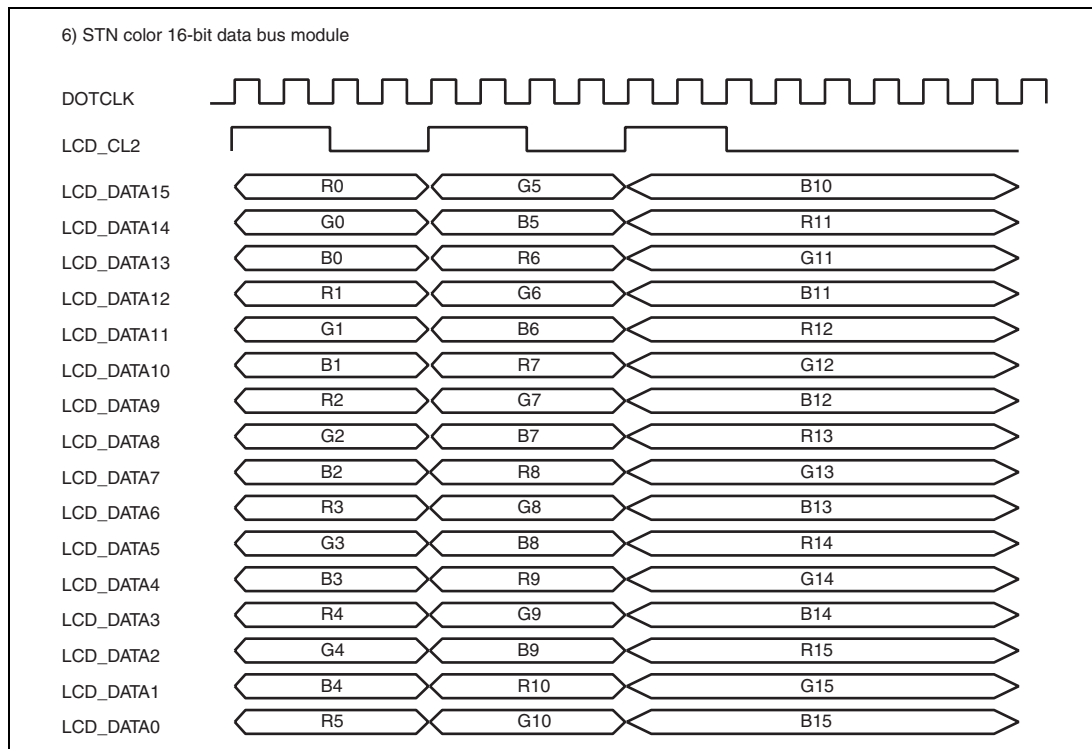 6) STN color 16-bit data bus module
DOTCLK
LCD_CL2
LCD_DATA15 R0 G5 B10
LCD_DATA14 G0 B5 R11
LCD_DATA13 B0 R6 G11
LCD_DATA12 R1 G6 B11
LCD_DATA11 G1 B6 R12
LCD_DATA10 B1 R7 G12
LCD_DATA9 R2 G7 B12
LCD_DATA8 G2 B7 R13
LCD_DATA7 B2 R8 G13
LCD_DATA6 R3 G8 B13
LCD_DATA5 G3 B8 R14
LCD_DATA4 B3 R9 G14
LCD_DATA3 R4 G9 B14
LCD_DATA2 G4 B9 R15
LCD_DATA1 B4 R10 G15
LCD_DATA0 R5 G10 B15